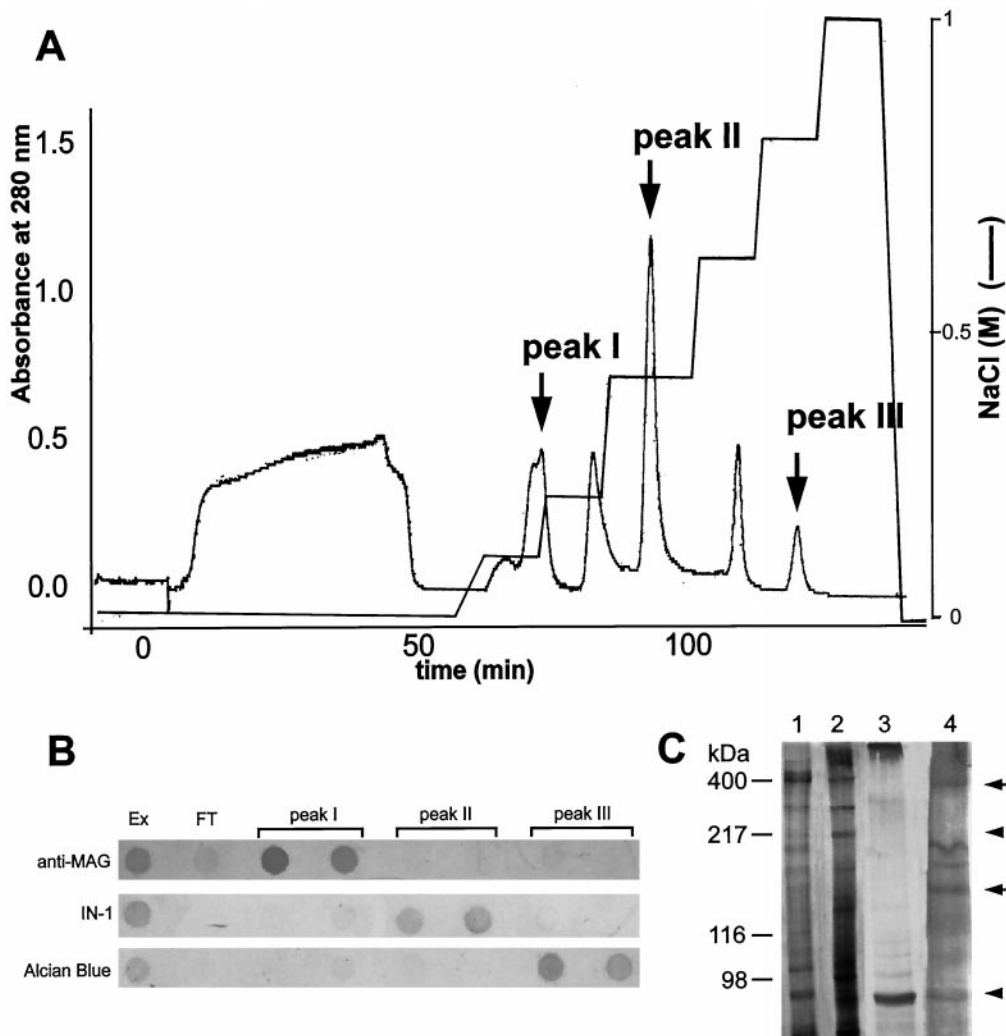 A
Absorbance at 280 nm
1.5
1.0
0.5
0.0
peak I
peak II
peak III
1
0.5
0
NaCl (M) (—)
0 50 100
time (min)
B
Ex FT peak I peak II peak III
anti-MAG
IN-1
Alcian Blue
C
kDa 1 2 3 4
400
217
116
98